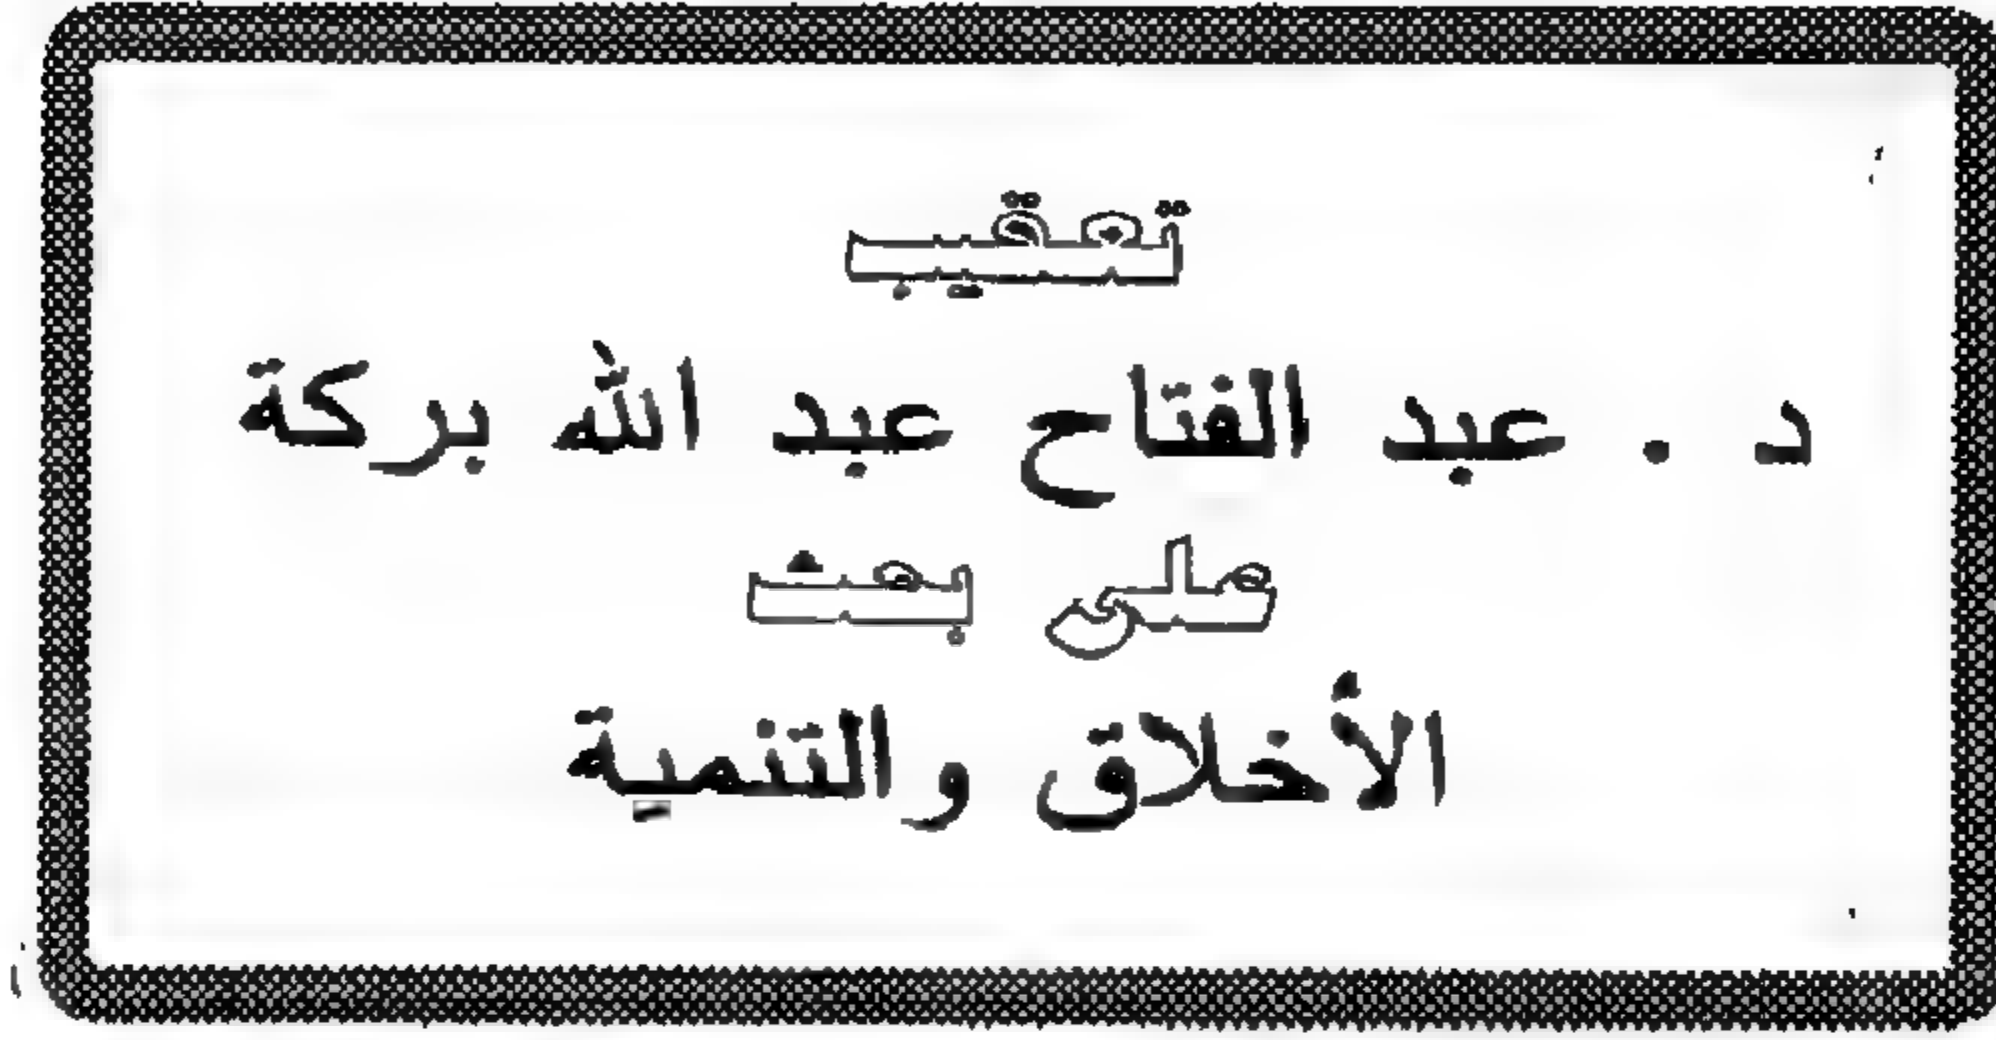 تعقيب
د . عبد الفتاح عبد الله بركة
على بحث
الأخلاق والتنمية